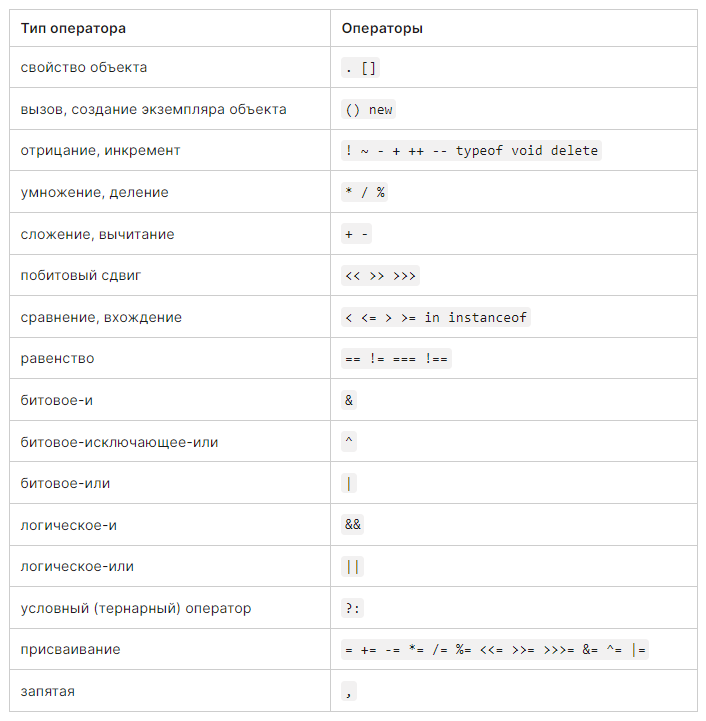 Тип оператора Операторы
свойство объекта . []
вызов, создание экземпляра объекта () new
отрицание, инкремент ! ~ - + ++ -- typeof void delete
умножение, деление * / %
сложение, вычитание + -
побитовый сдвиг << >> >>>
сравнение, вхождение < <= > >= in instanceof
равенство == != === !==
битовое-и &
битовое-исключающее-или ^
битовое-или |
логическое-и &&
логическое-или ||
условный (тернарный) оператор ?:
присваивание = += -= *= /= %= <<= >>= >>>= &= ^= |=
запятая ,